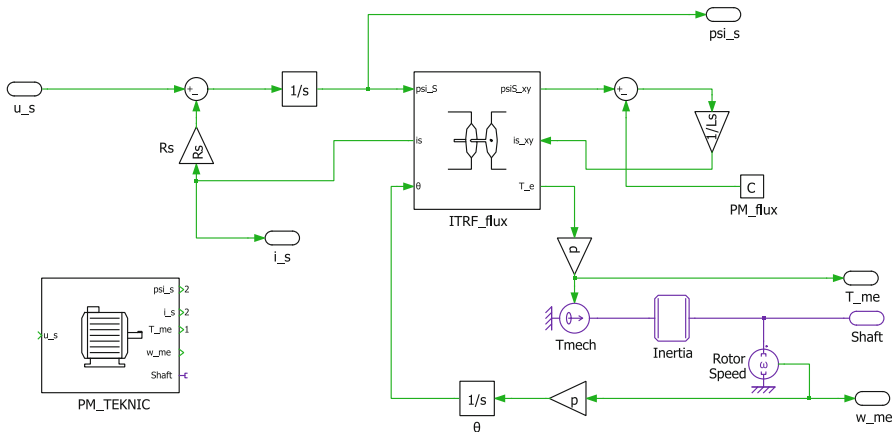 psi_s
u_s
+
-
1/s
psi_S
psiS_xy
+
-
1/Ls
Rs
Rs
is
is_xy
θ
T_e
C
PM_flux
ITRF_flux
i_s
p
T_me
psi_s
2
i_s
2
u_s
T_me
1
w_me
Shaft
PM_TEKNIC
Tmech
Inertia
Shaft
Rotor
Speed
ω
1/s
θ
p
w_me